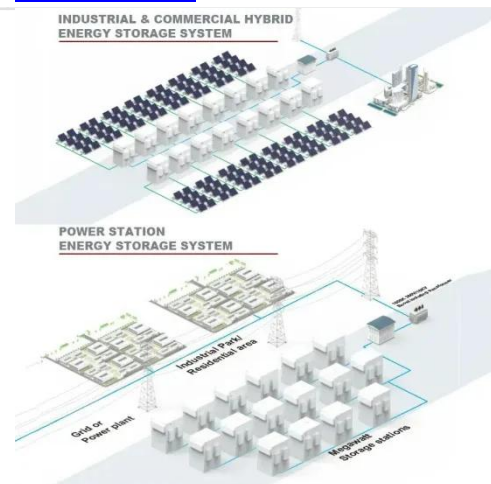 INDUSTRIAL & COMMERCIAL HYBRID
ENERGY STORAGE SYSTEM
POWER STATION
ENERGY STORAGE SYSTEM
Industrial Park/
Residential area
Grid or
Power plant
Megawatt
Storage stations